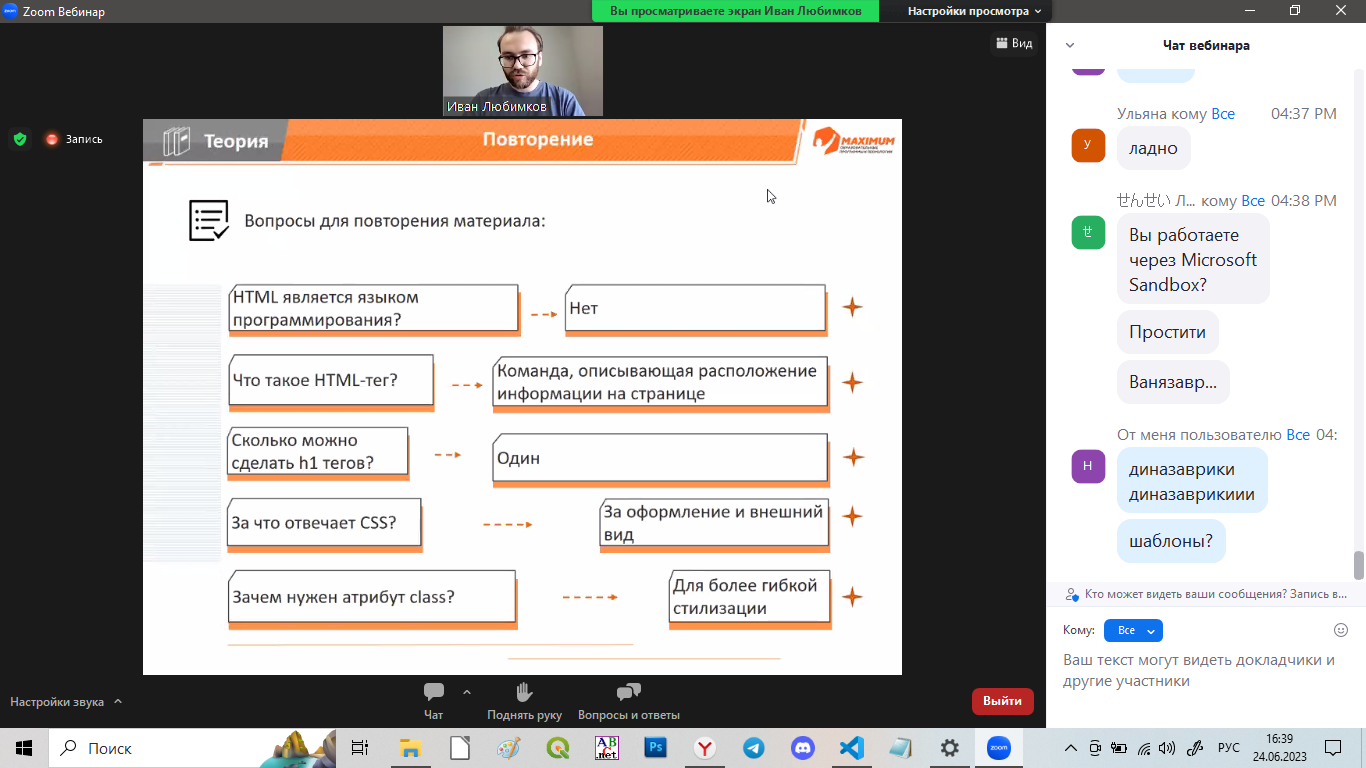 Zoom Вебинар
Вы просматриваете экран Иван Любимков
Настройки просмотра
Вид
Иван Любимков
Запись
Теория
Повторение
MAXIMUM
Вопросы для повторения материала:
HTML является языком
программирования?
Нет
Что такое HTML-тег?
Команда, описывающая расположение
информации на странице
Сколько можно
сделать h1 тегов?
Один
За что отвечает CSS?
За оформление и внешний
вид
Зачем нужен атрибут class?
Для более гибкой
стилизации
Настройки звука
Чат
Поднять руку
Вопросы и ответы
Выйти
Чат вебинара
Ульяна кому Все 04:37 PM
У
ладно
せんせい Л... кому Все 04:38 PM
せ
Вы работаете
через Microsoft
Sandbox?
Простити
Ванязавр...
От меня пользователю Все 04:
Н
диназаврики
диназаврикиии
шаблоны?
Кто может видеть ваши сообщения? Запись в...
Кому:
Все
Ваш текст могут видеть докладчики и
другие участники
Поиск
AB
.net
Ps
Y
zoom
РУС
16:39
24.06.2023